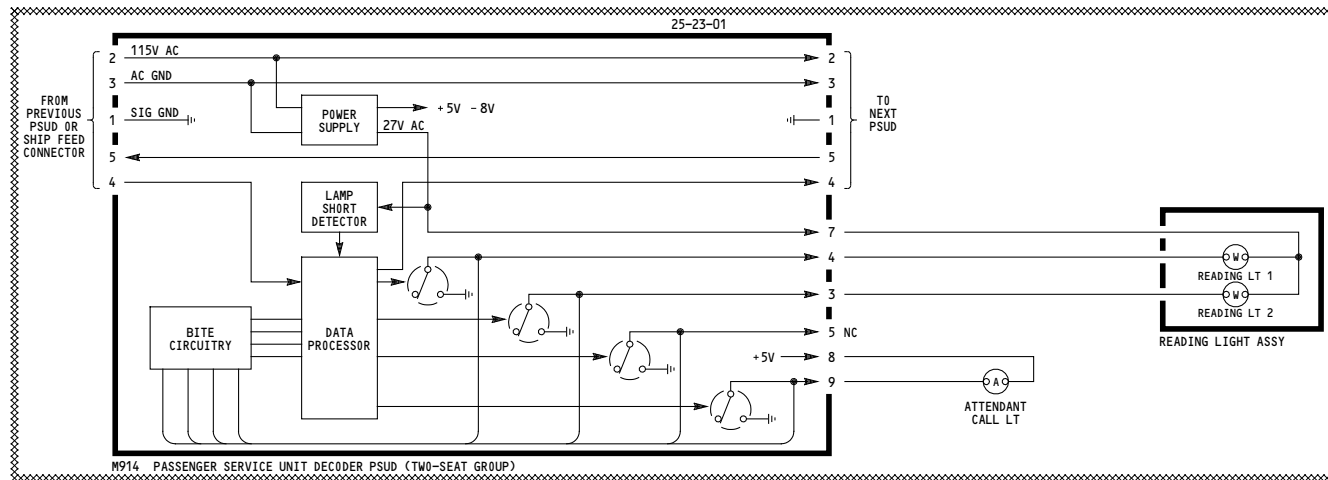 25-23-01
FROM
PREVIOUS
PSUD OR
SHIP FEED
CONNECTOR
2 115V AC
3 AC GND
1 SIG GND
5
4
POWER
SUPPLY
+5V -8V
27V AC
LAMP
SHORT
DETECTOR
BITE
CIRCUITRY
DATA
PROCESSOR
2
3
1
5
4
TO
NEXT
PSUD
7
4
3
5 NC
+5V 8
9
W
READING LT 1
W
READING LT 2
READING LIGHT ASSY
A
ATTENDANT
CALL LT
M914 PASSENGER SERVICE UNIT DECODER PSUD (TWO-SEAT GROUP)